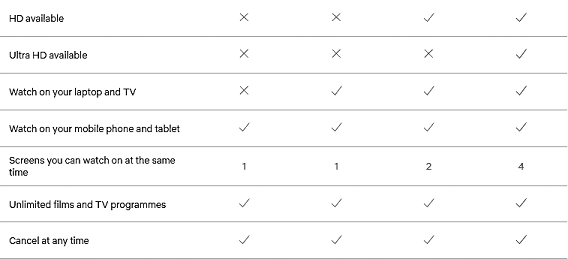 HD available ✕ ✕ ✓ ✓
Ultra HD available ✕ ✕ ✕ ✓
Watch on your laptop and TV ✕ ✓ ✓ ✓
Watch on your mobile phone and tablet ✓ ✓ ✓ ✓
Screens you can watch on at the same
time 1 1 2 4
Unlimited films and TV programmes ✓ ✓ ✓ ✓
Cancel at any time ✓ ✓ ✓ ✓